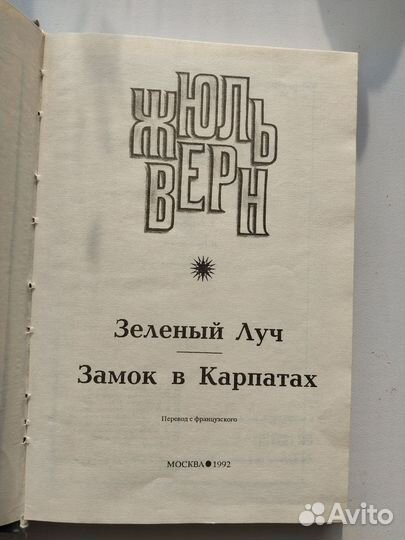 ЖЮЛЬ
ВЕРН
Зеленый Луч
Замок в Карпатах
Перевод с французского
МОСКВА●1992
Avito